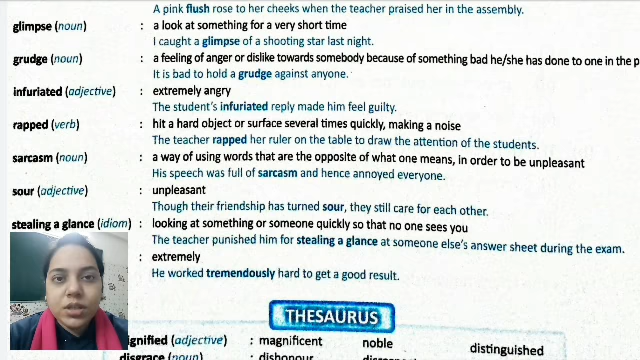 A pink flush rose to her cheeks when the teacher praised her in the assembly.
glimpse (noun) : a look at something for a very short time
I caught a glimpse of a shooting star last night.
grudge (noun) : a feeling of anger or dislike towards somebody because of something bad he/she has done to one in the p
It is bad to hold a grudge against anyone.
infuriated (adjective) : extremely angry
The student's infuriated reply made him feel guilty.
rapped (verb) : hit a hard object or surface several times quickly, making a noise
The teacher rapped her ruler on the table to draw the attention of the students.
sarcasm (noun) : a way of using words that are the opposite of what one means, in order to be unpleasant
His speech was full of sarcasm and hence annoyed everyone.
sour (adjective) : unpleasant
Though their friendship has turned sour, they still care for each other.
stealing a glance (idiom) : looking at something or someone quickly so that no one sees you
The teacher punished him for stealing a glance at someone else's answer sheet during the exam.
: extremely
He worked tremendously hard to get a good result.
THESAURUS
ignified (adjective) : magnificent noble distinguished
disgrace (noun) : dishonour